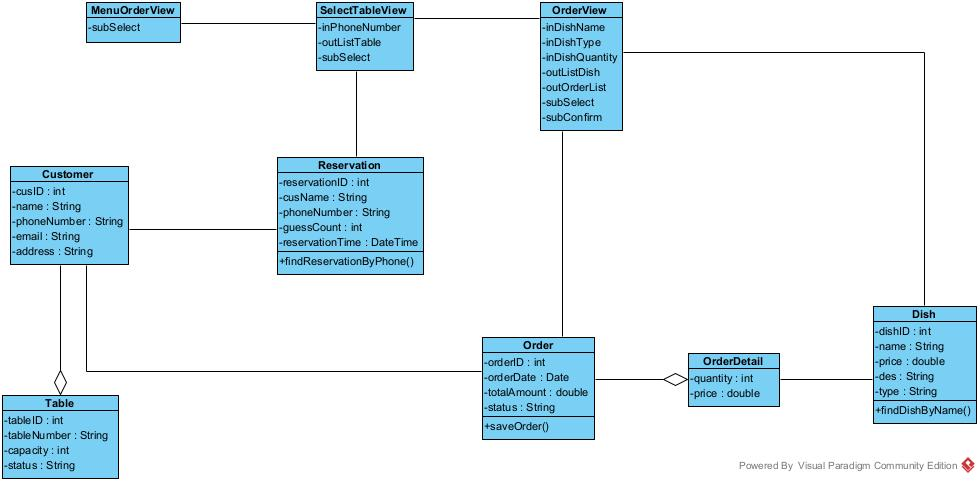 MenuOrderView
-subSelect
SelectTableView
-inPhoneNumber
-outListTable
-subSelect
OrderView
-inDishName
-inDishType
-inDishQuantity
-outListDish
-outOrderList
-subSelect
-subConfirm
Customer
-cusID : int
-name : String
-phoneNumber : String
-email : String
-address : String
Reservation
-reservationID : int
-cusName : String
-phoneNumber : String
-guessCount : int
-reservationTime : DateTime
+findReservationByPhone()
Dish
-dishID : int
-name : String
-price : double
-des : String
-type : String
+findDishByName()
Order
-orderID : int
-orderDate : Date
-totalAmount : double
-status : String
+saveOrder()
OrderDetail
-quantity : int
-price : double
Table
-tableID : int
-tableNumber : String
-capacity : int
-status : String
Powered By Visual Paradigm Community Edition